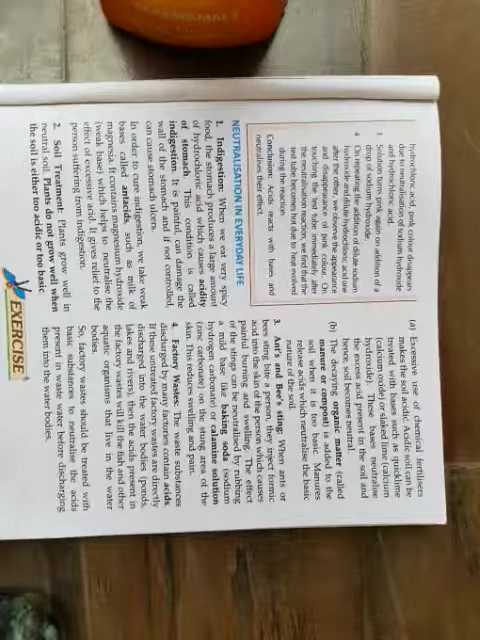 hydrochloric acid, pink colour disappears
due to neutralisation of sodium hydroxide
and hydrochloric acid.
3. Solution turns pink again on addition of a
drop of sodium hydroxide.
4. On repeating the addition of dilute sodium
hydroxide and dilute hydrochloric acid one
after the other, we observe the appearance
and disappearance of pink colour. On
touching the test tube immediately after
the neutralisation reaction, we find that the
test tube becomes hot due to heat evolved
during the reaction.
Conclusion: Acids reacts with bases and
neutralises their effect.
NEUTRALISATION IN EVERYDAY LIFE
1. Indigestion: When we eat very spicy
food, the stomach produces a large amount
of hydrochloric acid which causes acidity
of stomach. This condition is called
indigestion. It is painful, can damage the
wall of the stomach and if not controlled,
can cause stomach ulcers.
In order to cure indigestion, we take weak
bases called antacids such as milk of
magnesia. It contains magnesium hydroxide
(weak base) which helps to neutralise the
effect of excessive acid. It gives relief to the
person suffering from indigestion.
2. Soil Treatment: Plants grow well in
neutral soil. Plants do not grow well when
the soil is either too acidic or too basic.
(a) Excessive use of chemical fertilisers
makes the soil acidic. Acidic soil can be
treated with bases such as quicklime
(calcium oxide) or slaked lime (calcium
hydroxide). These bases neutralise
the excess acid present in the soil and
hence, soil becomes neutral.
(b) The decaying organic matter (called
manure or compost) is added to the
soil when it is too basic. Manures
release acids which neutralise the basic
nature of the soil.
3. Ant's and Bee's sting: When ants or
bees sting bite a person, they inject formic
acid into the skin of the person which causes
painful burning and swelling. The effect
of the stings can be neutralised by rubbing
a mild base like baking soda (sodium
hydrogen carbonate) or calamine solution
(zinc carbonate) on the stung area of the
skin. This reduces swelling and pain.
4. Factory Wastes: The waste substances
discharged by many factories contain acids.
If these untreated factory wastes are directly
discharged into the water bodies (ponds,
lakes and rivers), then the acids present in
the factory wastes will kill the fish and other
aquatic organisms that live in the water
bodies.
So, factory wastes should be treated with
basic substances to neutralise the acids
present in waste water before discharging
them into the water bodies.
EXERCISE